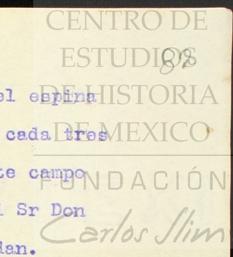 CENTRO DE
ESTUDIOS
88
DE HISTORIA
DE MEXICO
FUNDACIÓN
Carlos Slim
el espina
cada tres
te campo
l Sr Don
dan.